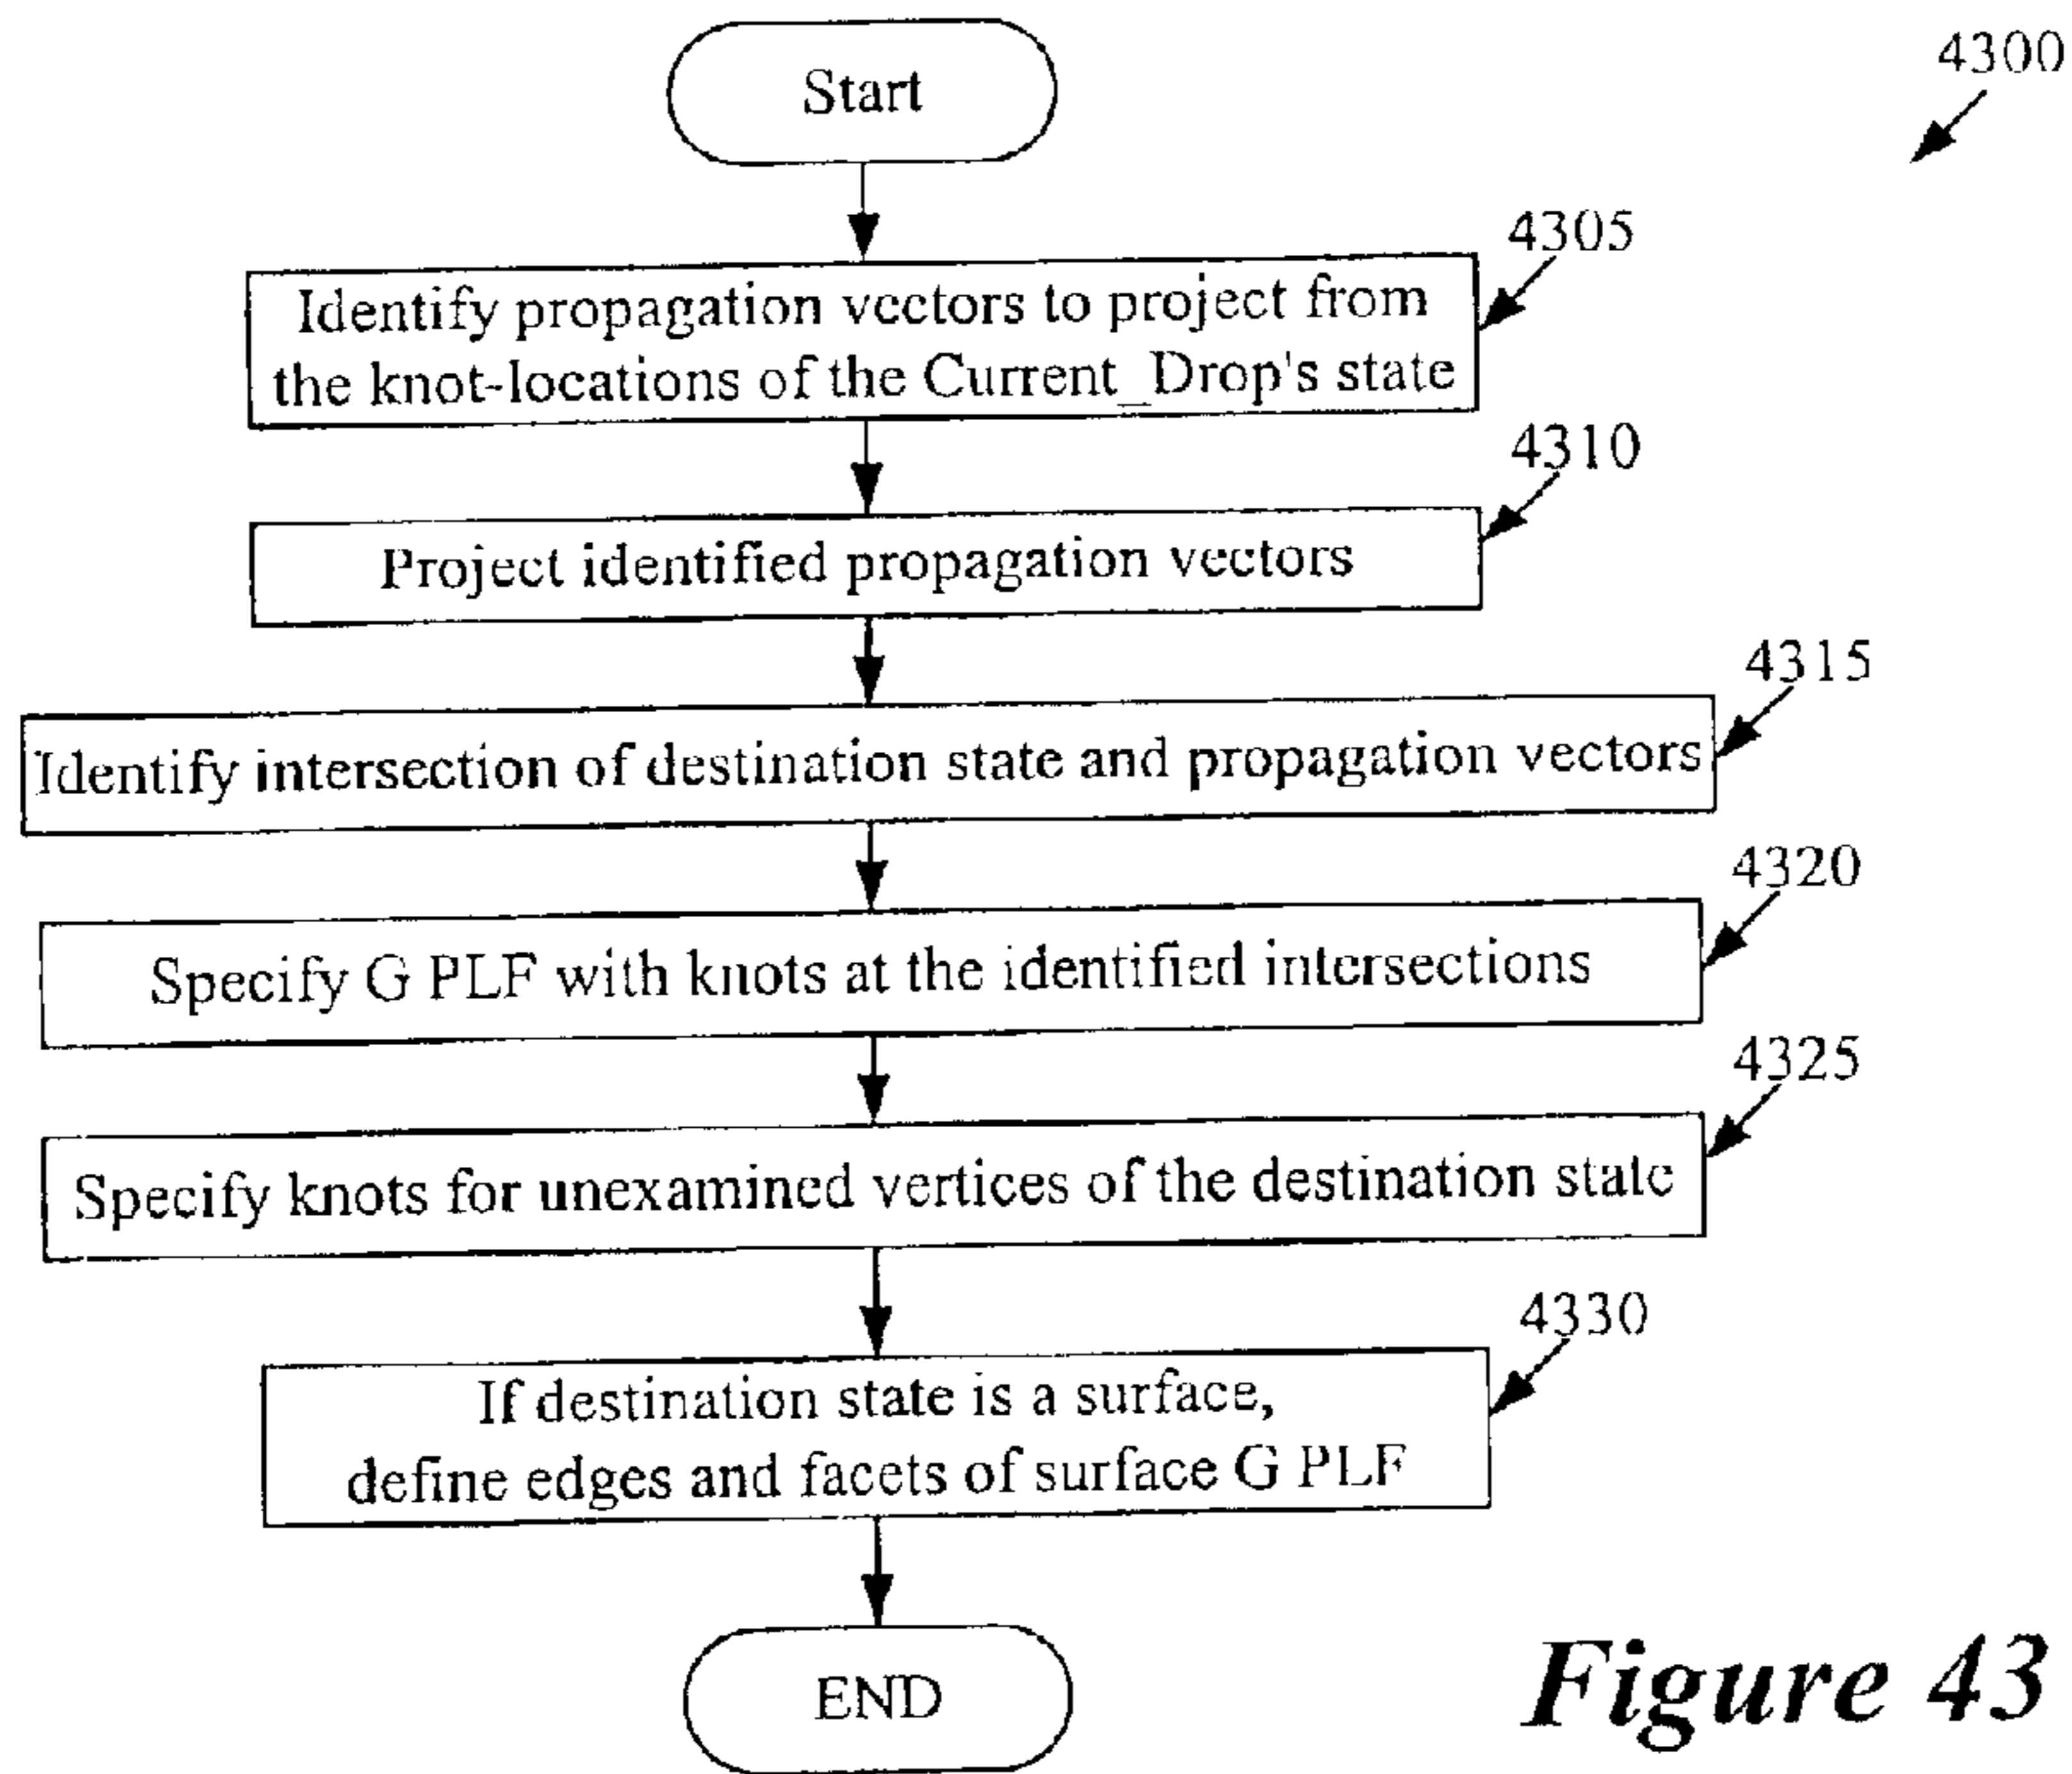 Start
4300
4305
Identify propagation vectors to project from
the knot-locations of the Current_Drop's state
4310
Project identified propagation vectors
4315
Identify intersection of destination state and propagation vectors
4320
Specify G PLF with knots at the identified intersections
4325
Specify knots for unexamined vertices of the destination state
4330
If destination state is a surface,
define edges and facets of surface G PLF
END
Figure 43